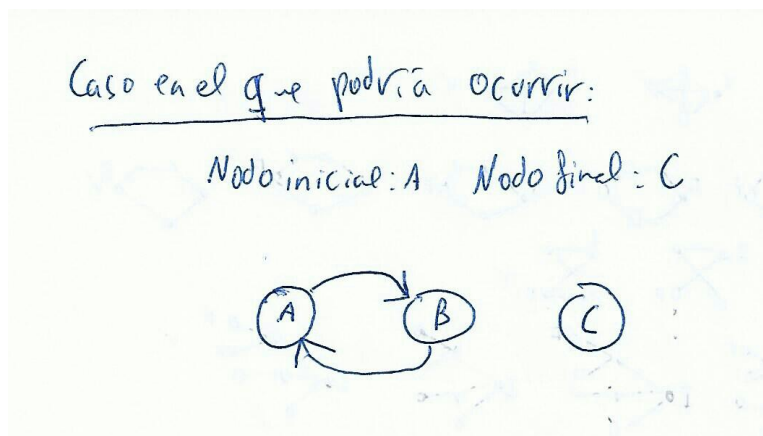 Caso en el que podría ocurrir:
Nodo inicial: A Nodo final: C
A B C